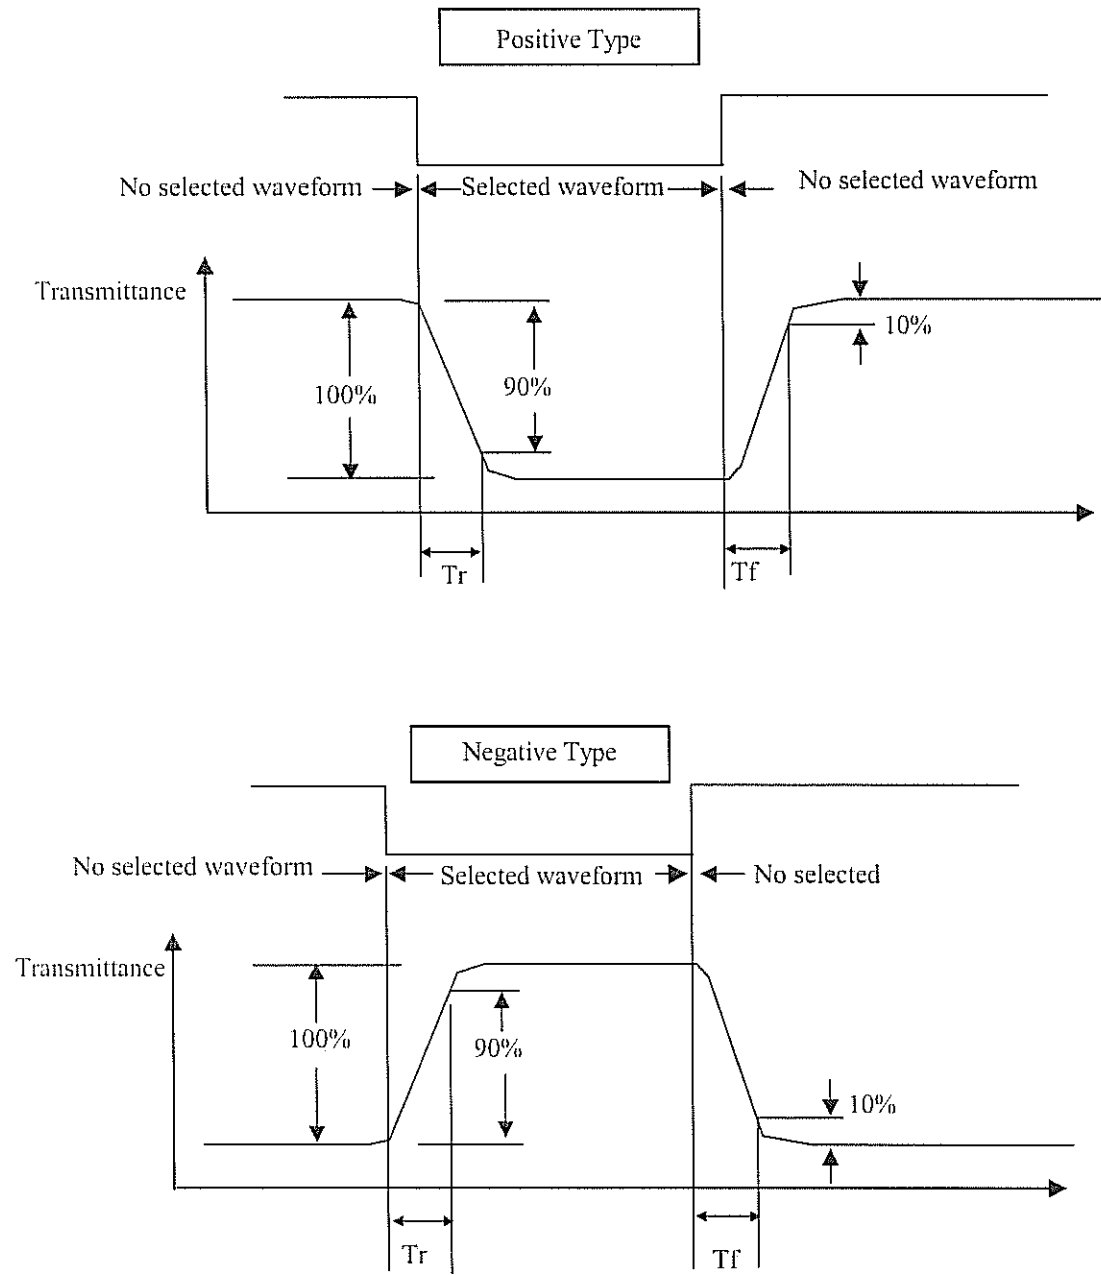 Positive Type
No selected waveform
Selected waveform
No selected waveform
Transmittance
100%
90%
10%
Tr
Tf
Negative Type
No selected waveform
Selected waveform
No selected
Transmittance
100%
90%
10%
Tr
Tf